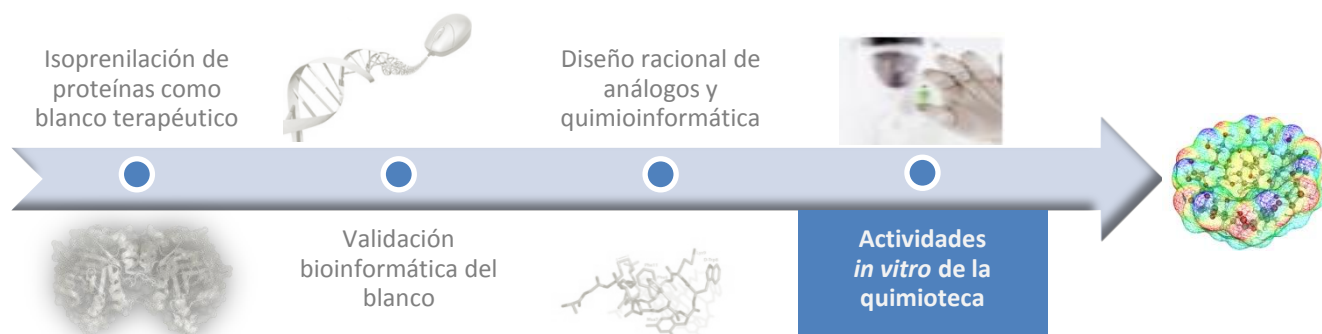 Isoprenilación de
proteínas como
blanco terapéutico
Validación
bioinformática del
blanco
Diseño racional de
análogos y
quimioinformática
Actividades
in vitro de la
quimioteca